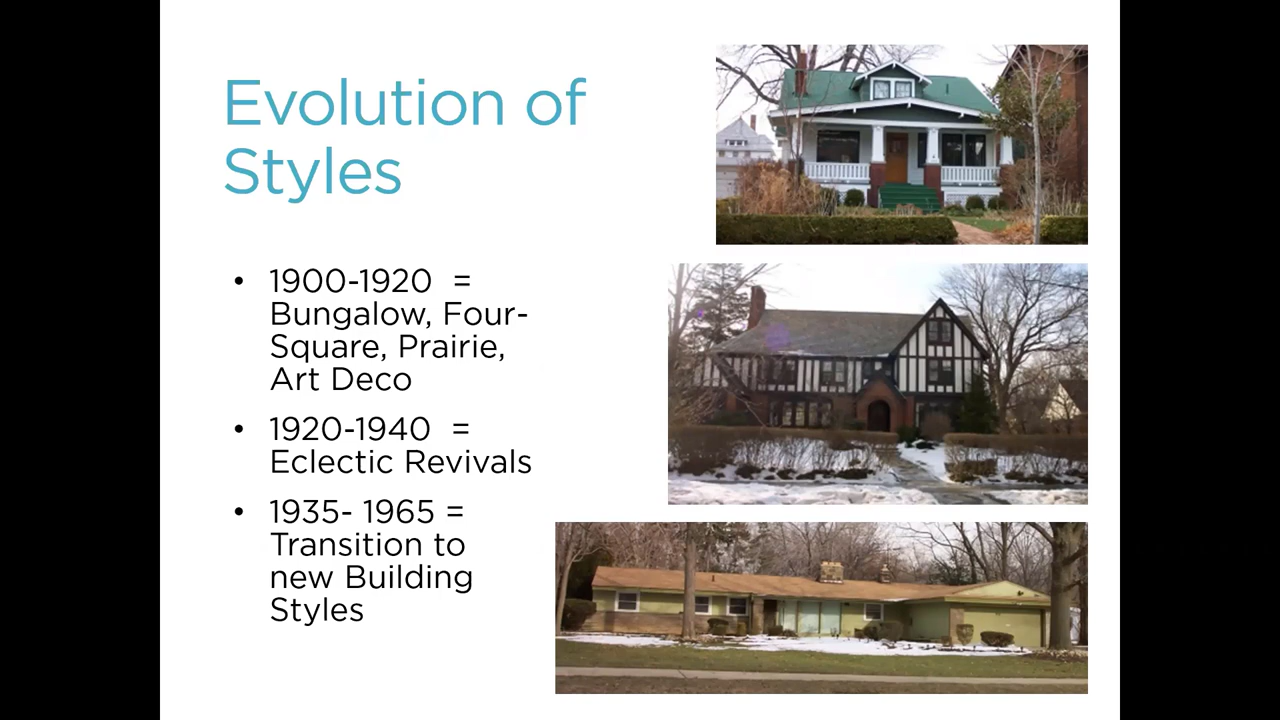 Evolution of
Styles
• 1900-1920  =
Bungalow, Four-
Square, Prairie,
Art Deco
• 1920-1940  =
Eclectic Revivals
• 1935- 1965 =
Transition to
new Building
Styles